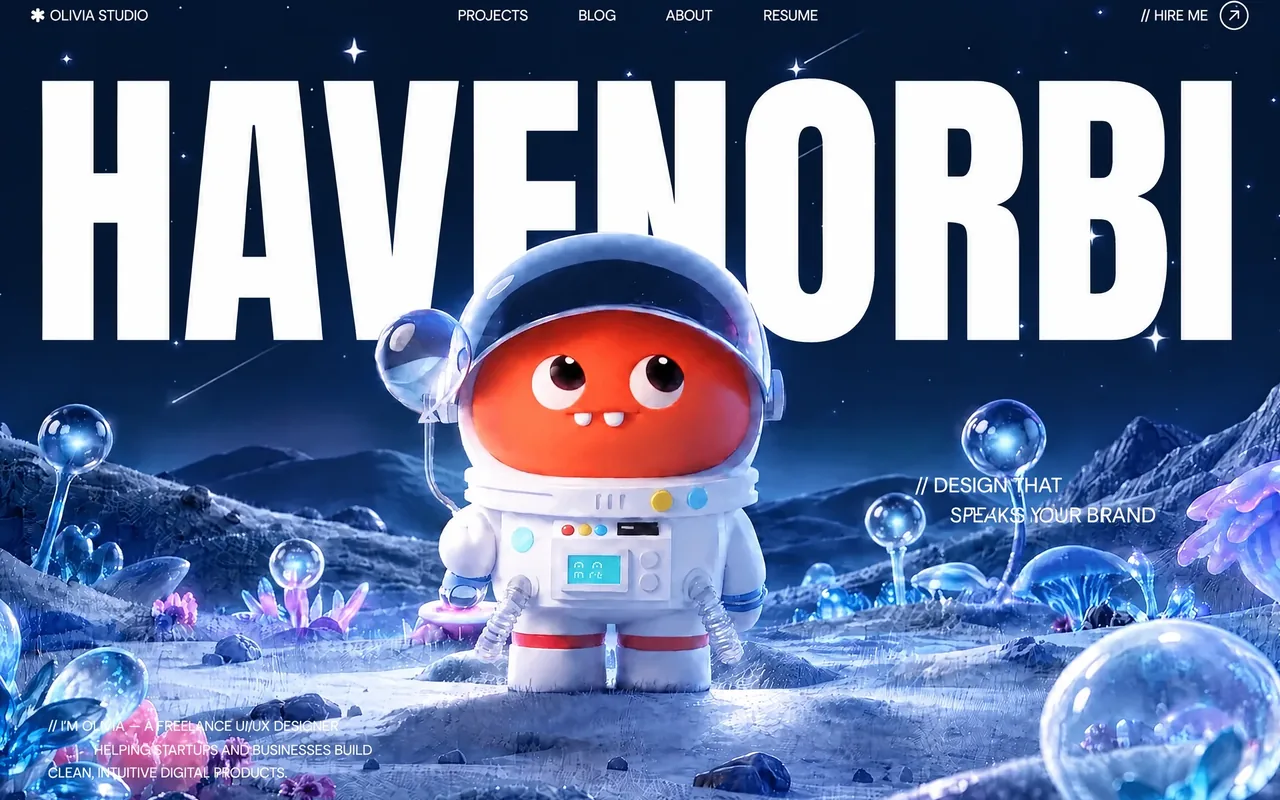 OLIVIA STUDIO
PROJECTS
BLOG
ABOUT
RESUME
// HIRE ME
HAVENORBI
// DESIGN THAT
SPEAKS YOUR BRAND
// I'M OLIVIA — A FREELANCE UI/UX DESIGNER
HELPING STARTUPS AND BUSINESSES BUILD
CLEAN, INTUITIVE DIGITAL PRODUCTS.